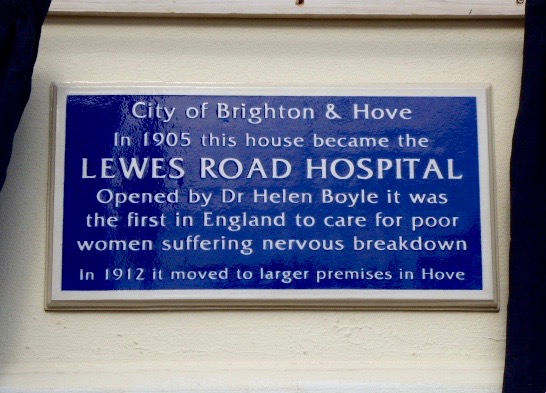 City of Brighton & Hove
In 1905 this house became the
LEWES ROAD HOSPITAL
Opened by Dr Helen Boyle it was
the first in England to care for poor
women suffering nervous breakdown
In 1912 it moved to larger premises in Hove